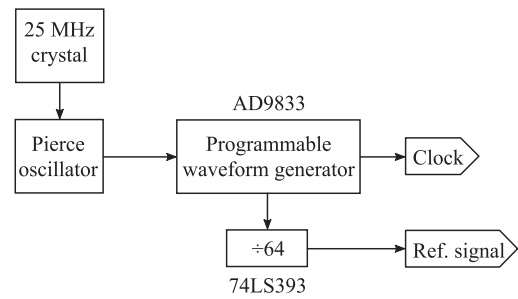 25 MHz
crystal
AD9833
Pierce
oscillator
Programmable
waveform generator
Clock
÷64
Ref. signal
74LS393